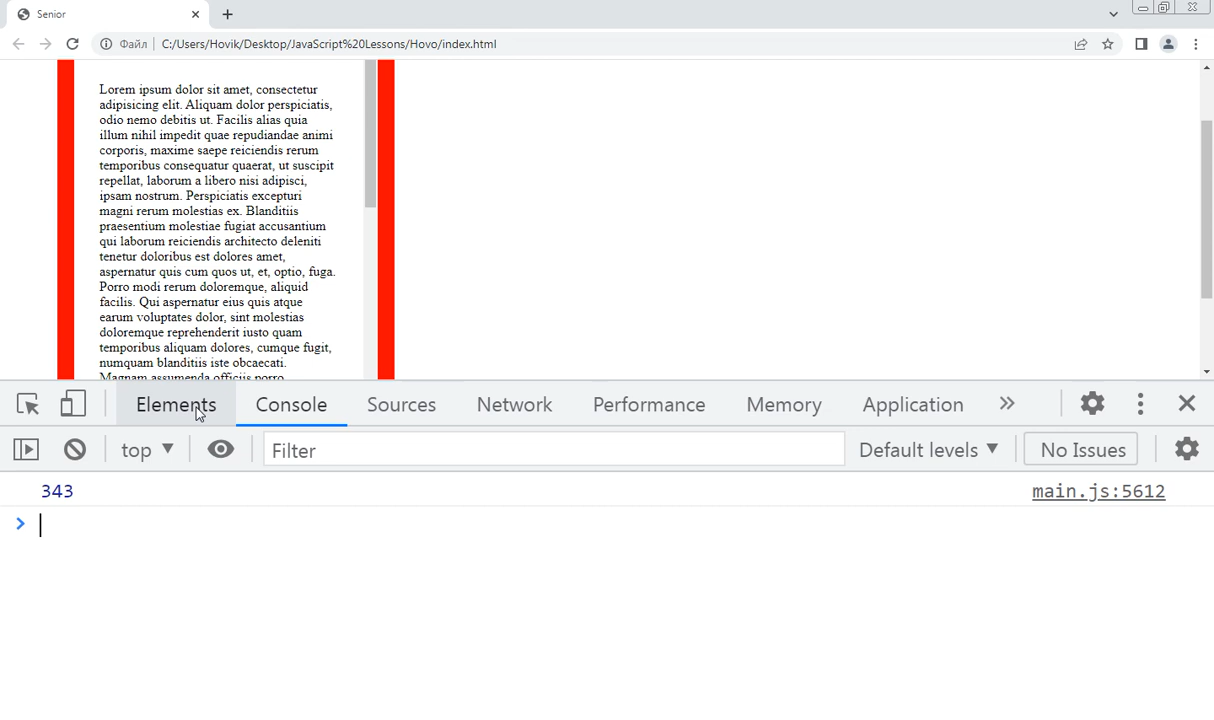 Senior
Файл C:/Users/Hovik/Desktop/JavaScript%20Lessons/Hovo/index.html
Lorem ipsum dolor sit amet, consectetur
adipisicing elit. Aliquam dolor perspiciatis,
odio nemo debitis ut. Facilis alias quia
illum nihil impedit quae repudiandae animi
corporis, maxime saepe reiciendis rerum
temporibus consequatur quaerat, ut suscipit
repellat, laborum a libero nisi adipisci,
ipsam nostrum. Perspiciatis excepturi
magni rerum molestias ex. Blanditiis
praesentium molestiae fugiat accusantium
qui laborum reiciendis architecto deleniti
tenetur doloribus est dolores amet,
aspernatur quis cum quos ut, et, optio, fuga.
Porro modi rerum doloremque, aliquid
facilis. Qui aspernatur eius quis atque
earum voluptates dolor, sint molestias
doloremque reprehenderit iusto quam
temporibus aliquam dolores, cumque fugit,
numquam blanditiis iste obcaecati.
Magnam assumenda officiis porro
Elements Console Sources Network Performance Memory Application
top Filter Default levels No Issues
343 main.js:5612